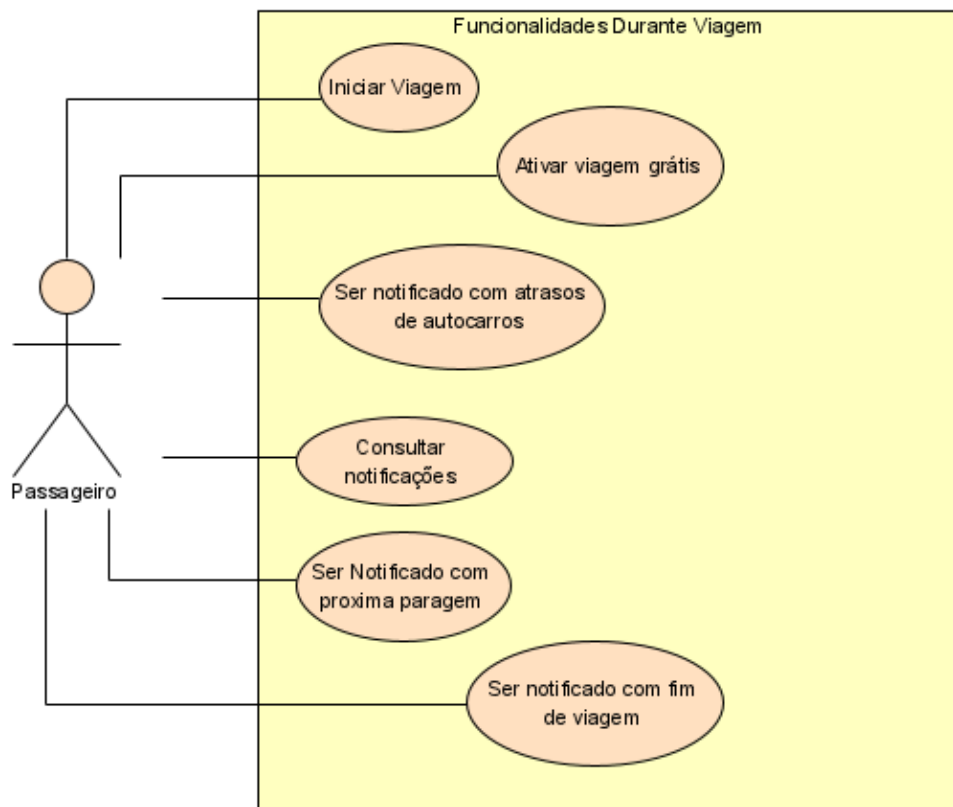 Funcionalidades Durante Viagem
Iniciar Viagem
Ativar viagem grátis
Ser notificado com atrasos
de autocarros
Consultar
notificações
Passageiro
Ser Notificado com
proxima paragem
Ser notificado com fim
de viagem